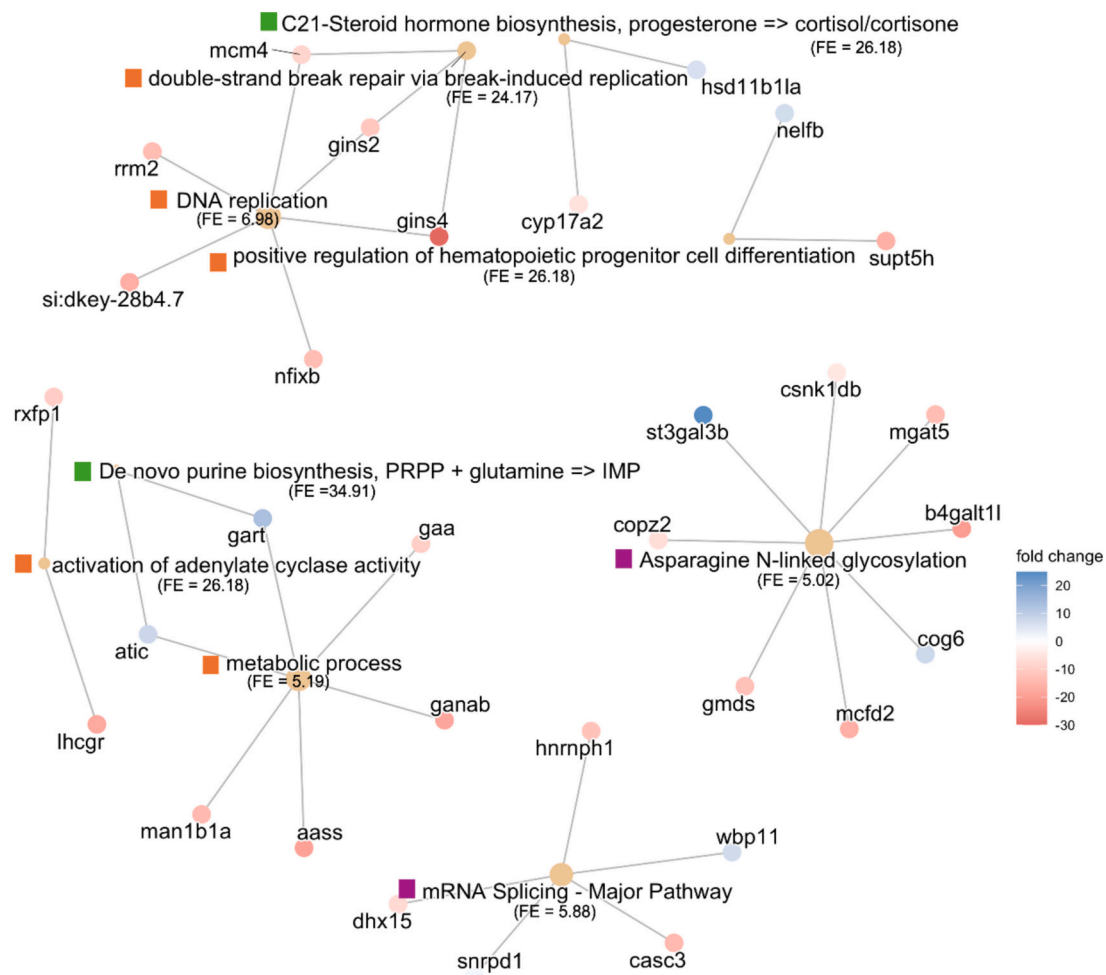 C21-Steroid hormone biosynthesis, progesterone => cortisol/cortisone
(FE = 26.18)
mcm4
double-strand break repair via break-induced replication
(FE = 24.17)
hsd11b1la
nelfb
gins2
rrm2
DNA replication
(FE = 6.98)
gins4
cyp17a2
positive regulation of hematopoietic progenitor cell differentiation
(FE = 26.18)
supt5h
si:dkey-28b4.7
nfixb
rxfp1
csnk1db
st3gal3b
mgat5
De novo purine biosynthesis, PRPP + glutamine => IMP
(FE =34.91)
gart
gaa
copz2
b4galt1l
activation of adenylate cyclase activity
(FE = 26.18)
Asparagine N-linked glycosylation
(FE = 5.02)
fold change
20
10
0
-10
-20
-30
atic
metabolic process
(FE = 5.19)
cog6
ganab
gmds
mcfd2
lhcgr
hnrnph1
man1b1a
aass
wbp11
mRNA Splicing - Major Pathway
(FE = 5.88)
dhx15
snrpd1
casc3